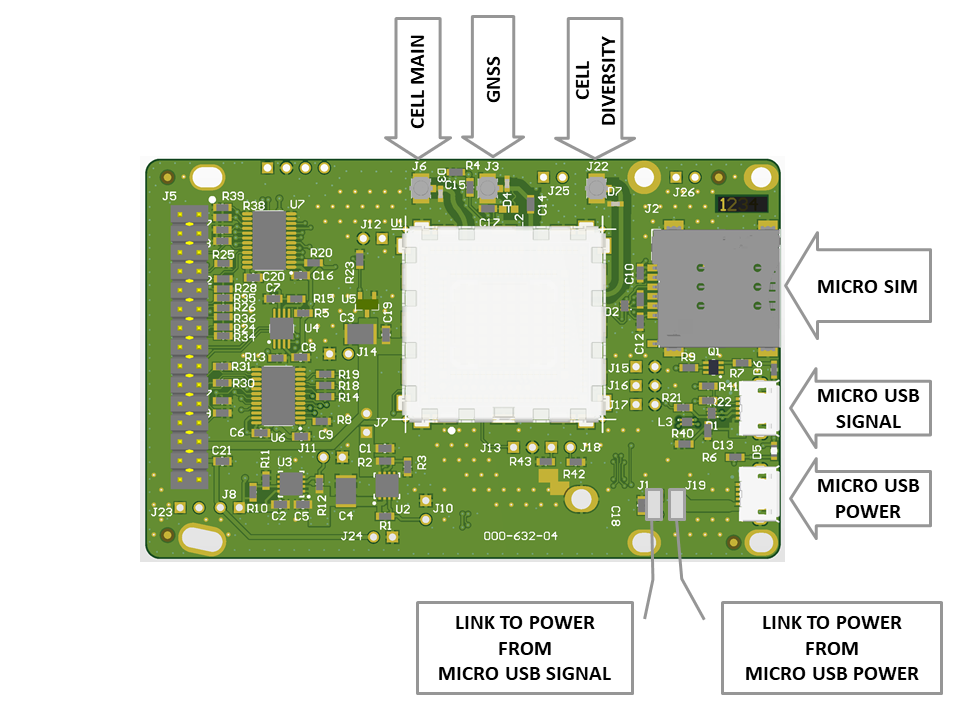 CELL MAIN
GNSS
CELL
DIVERSITY
J6
R4
J3
J22
D3
C15
J25
J26
J5
R39
R38
U7
D4
C14
D7
J2
1234
J12
U1
C17
R25
R20
C20
C16
R23
C10
R28
C7
R35
R26
R36
R24
R34
R5
U4
U5
C3
C19
D2
C12
MICRO SIM
R13
C8
J14
R31
R30
R19
R18
R14
J15
J16
J17
R9
Q1
R7
D6
R41
R21
L3
R40
C13
MICRO USB
SIGNAL
C6
U6
C9
R8
J7
C21
J11
C1
R2
R3
J13
J18
R43
R42
R6
D5
R11
U3
R12
C4
U2
J10
J1
J19
C18
MICRO USB
POWER
J23
J8
R10
C2
C5
R1
J24
000-632-04
LINK TO POWER
FROM
MICRO USB SIGNAL
LINK TO POWER
FROM
MICRO USB POWER